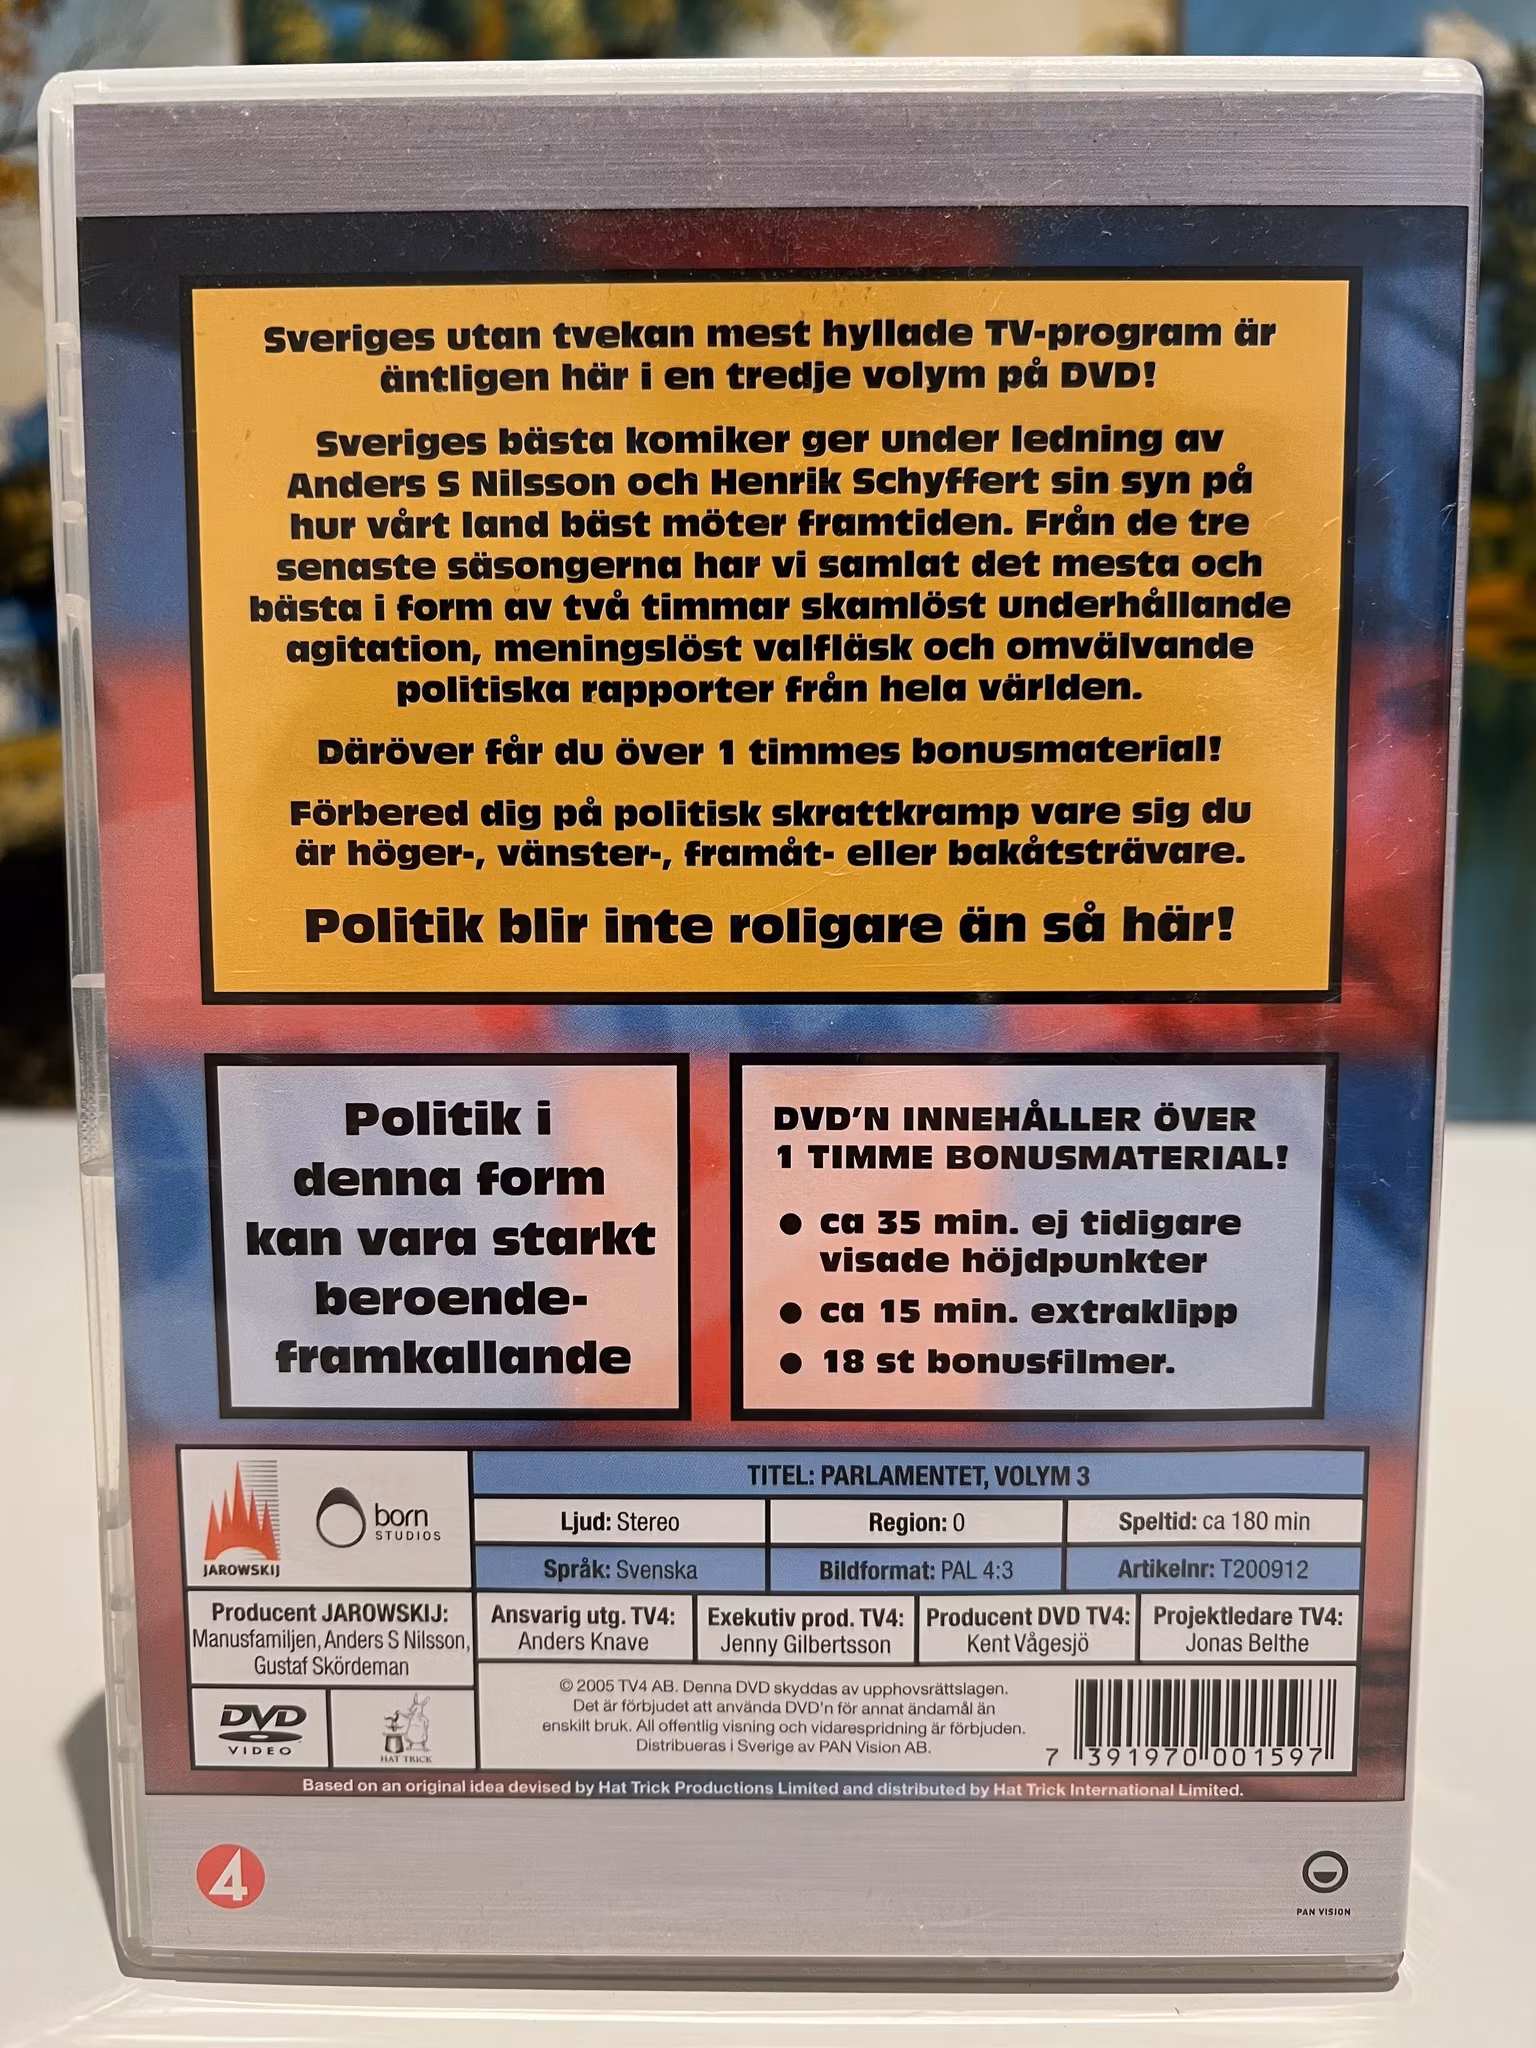 Sveriges utan tvekan mest hyllade TV-program är
äntligen här i en tredje volym på DVD!
Sveriges bästa komiker ger under ledning av
Anders S Nilsson och Henrik Schyffert sin syn på
hur vårt land bäst möter framtiden. Från de tre
senaste säsongerna har vi samlat det mesta och
bästa i form av två timmar skamlöst underhållande
agitation, meningslöst valfläsk och omvälvande
politiska rapporter från hela världen.
Däröver får du över 1 timmes bonusmaterial!
Förbered dig på politisk skrattkramp vare sig du
är höger-, vänster-, framåt- eller bakåtsträvare.
Politik blir inte roligare än så här!
Politik i
denna form
kan vara starkt
beroende-
framkallande
DVD'N INNEHÅLLER ÖVER
1 TIMME BONUSMATERIAL!
● ca 35 min. ej tidigare
visade höjdpunkter
● ca 15 min. extraklipp
● 18 st bonusfilmer.
JAROWSKIJ
born
STUDIOS
TITEL: PARLAMENTET, VOLYM 3
Ljud: Stereo
Region: 0
Speltid: ca 180 min
Språk: Svenska
Bildformat: PAL 4:3
Artikelnr: T200912
Producent JAROWSKIJ:
Manusfamiljen, Anders S Nilsson,
Gustaf Skördeman
Ansvarig utg. TV4:
Anders Knave
Exekutiv prod. TV4:
Jenny Gilbertsson
Producent DVD TV4:
Kent Vågesjö
Projektledare TV4:
Jonas Belthe
DVD
VIDEO
HAT TRICK
© 2005 TV4 AB. Denna DVD skyddas av upphovsrättslagen.
Det är förbjudet att använda DVD'n för annat ändamål än
enskilt bruk. All offentlig visning och vidarespridning är förbjuden.
Distribueras i Sverige av PAN Vision AB.
7 391970 001597
Based on an original idea devised by Hat Trick Productions Limited and distributed by Hat Trick International Limited.
4
PAN VISION